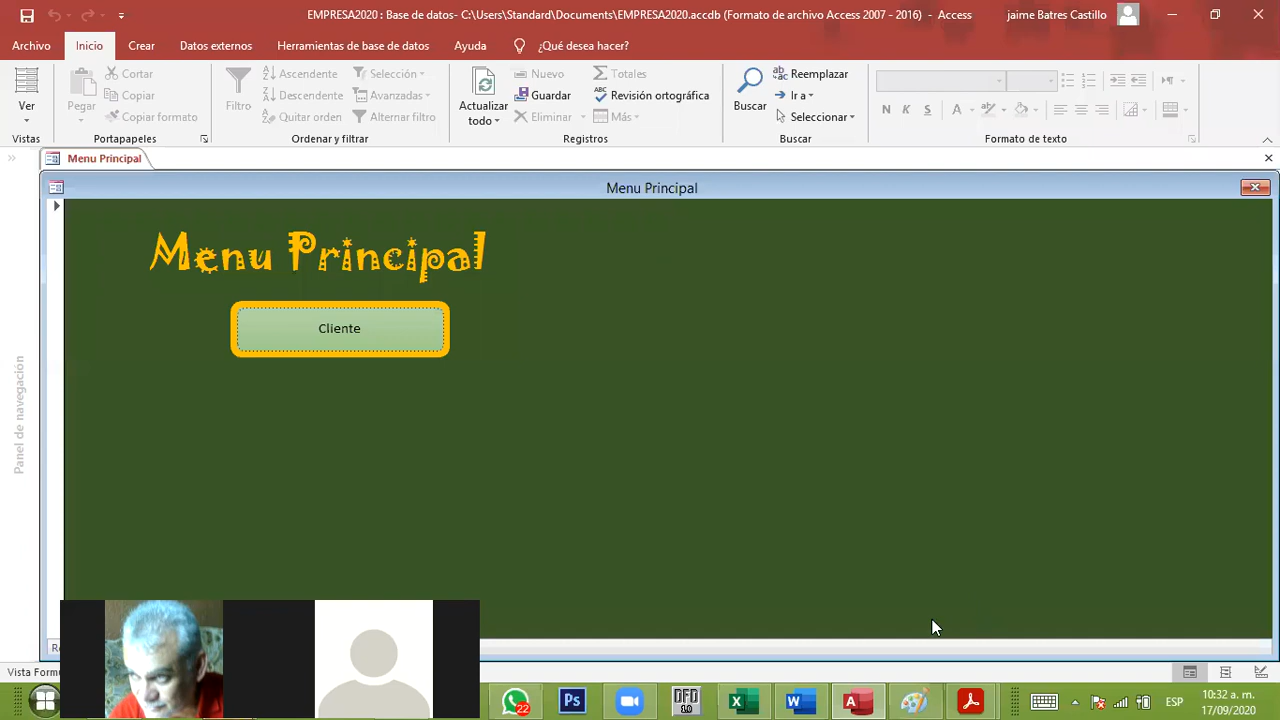 EMPRESA2020 : Base de datos- C:\Users\Standard\Documents\EMPRESA2020.accdb (Formato de archivo Access 2007 - 2016) - Access
jaime Batres Castillo
Archivo Inicio Crear Datos externos Herramientas de base de datos Ayuda ¿Qué desea hacer?
Ver
Vistas
Pegar
Cortar
Copiar
Copiar formato
Portapapeles
Filtro
Ascendente
Descendente
Quitar orden
Selección
Avanzadas
Alternar filtro
Ordenar y filtrar
Actualizar
todo
Nuevo
Guardar
Eliminar
Totales
Revisión ortográfica
Más
Registros
Buscar
Reemplazar
Ir a
Seleccionar
Buscar
N K S A
Formato de texto
Menu Principal
Menu Principal
Menu Principal
Cliente
Panel de navegación
Vista Formu
22
Ps
DFD
ESP
10:32 a. m.
17/09/2020